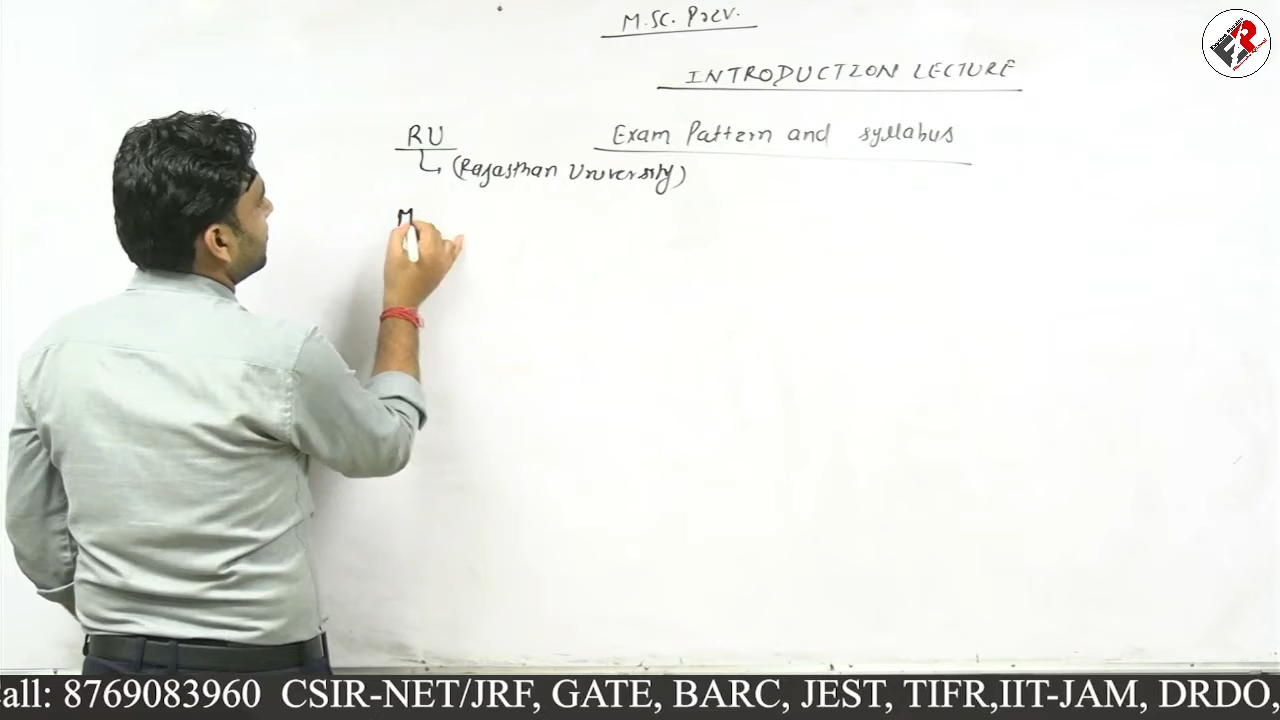 M.Sc. Prev.
INTRODUCTION LECTURE
RU
Exam Pattern and syllabus
(Rajasthan University)
M
call: 8769083960 CSIR-NET/JRF, GATE, BARC, JEST, TIFR,IIT-JAM, DRDO,